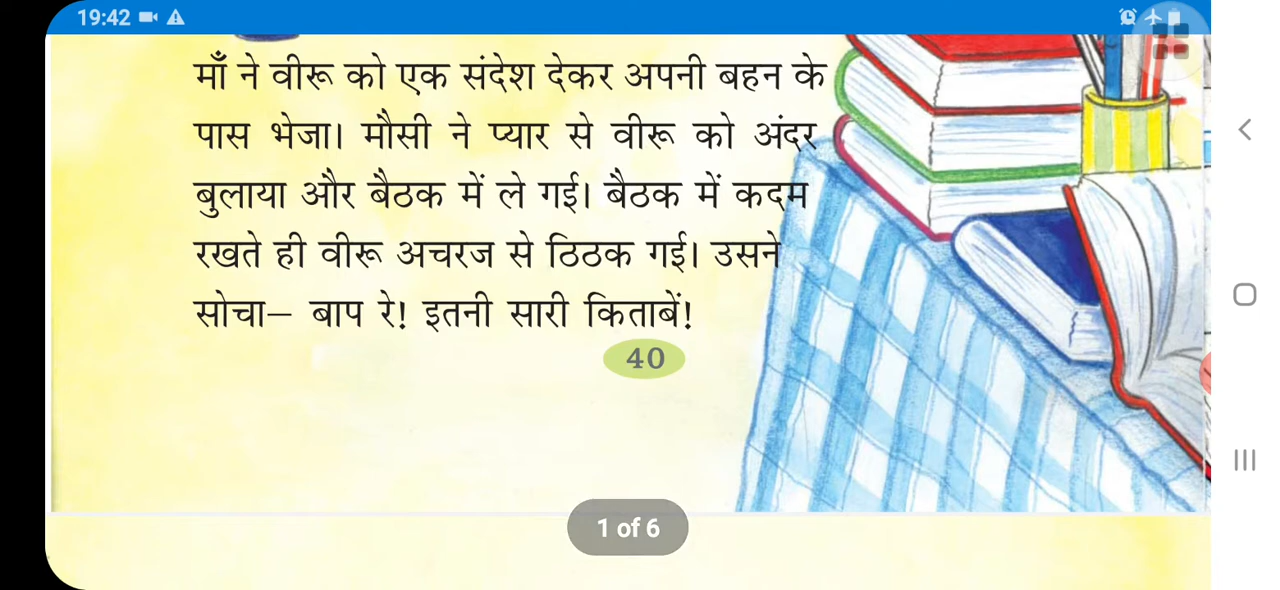 19:42
माँ ने वीरू को एक संदेश देकर अपनी बहन के
पास भेजा। मौसी ने प्यार से वीरू को अंदर
बुलाया और बैठक में ले गई। बैठक में कदम
रखते ही वीरू अचरज से ठिठक गई। उसने
सोचा— बाप रे! इतनी सारी किताबें!
40
1 of 6